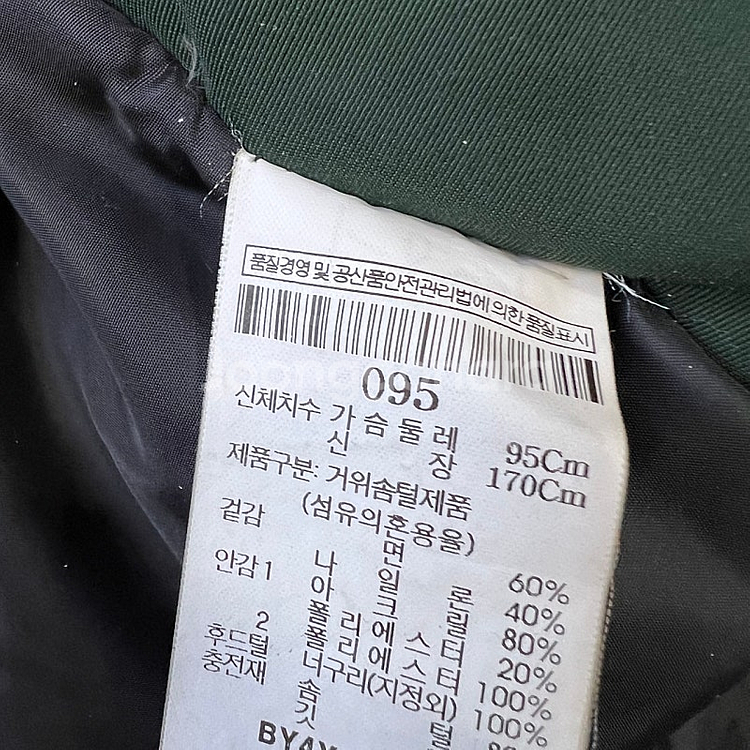 품질경영 및 공산품안전관리법에 의한 품질표시
095
신체치수 가슴둘레 95Cm
신장 170Cm
제품구분: 거위솜털제품
(섬유의혼용율)
겉감 면 60%
나일론 40%
안감1 아크릴 80%
폴리에스터 20%
2 폴리에스터 100%
후드털 너구리(지정외) 100%
충전재 솜털
깃